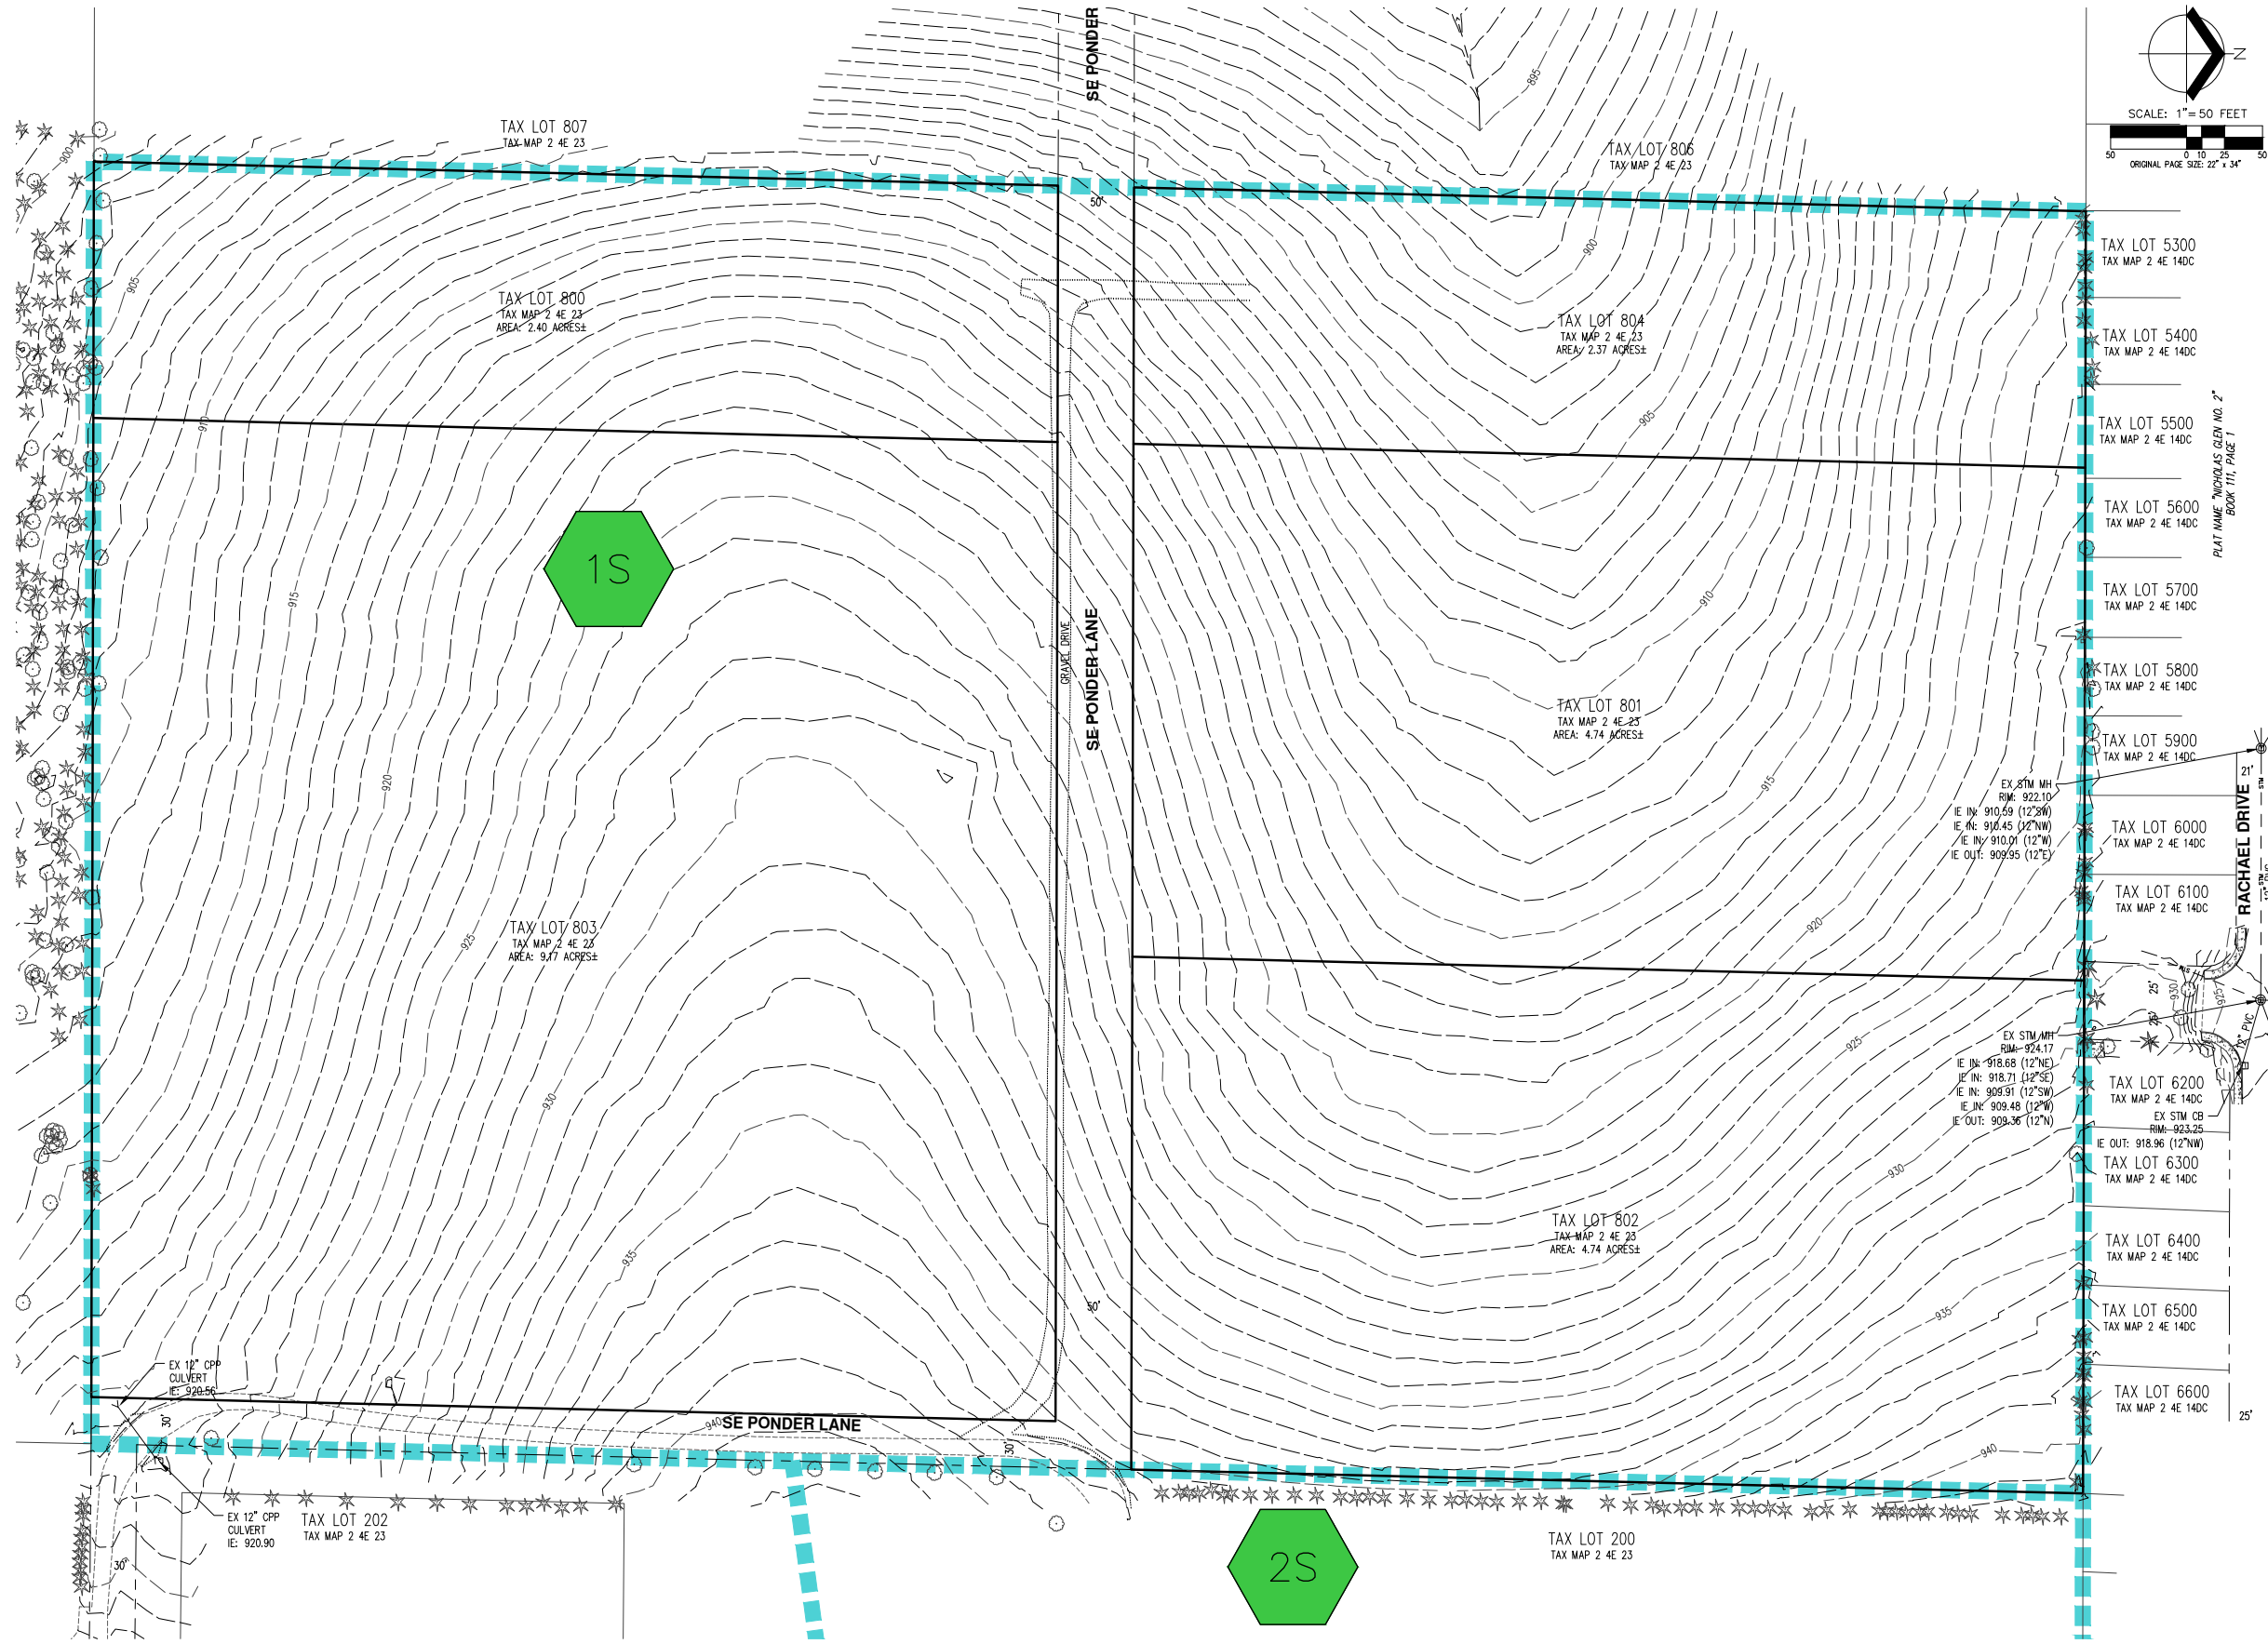 SE PONDER
N
SCALE: 1"= 50 FEET
50 0 10 25 50
ORIGINAL PAGE SIZE: 22" x 34"
895
TAX LOT 807
TAX MAP 2 4E 23
TAX LOT 806
TAX MAP 2 4E 23
900
50'
900
905
TAX LOT 5300
TAX MAP 2 4E 14DC
TAX LOT 800
TAX MAP 2 4E 23
AREA: 2.40 ACRES±
TAX LOT 804
TAX MAP 2 4E 23
AREA: 2.37 ACRES±
TAX LOT 5400
TAX MAP 2 4E 14DC
910
905
TAX LOT 5500
TAX MAP 2 4E 14DC
PLAT NAME "NICHOLAS GLEN NO. 2"
BOOK 111, PAGE 1
TAX LOT 5600
TAX MAP 2 4E 14DC
1S
915
910
TAX LOT 5700
TAX MAP 2 4E 14DC
GRAVEL DRIVE
SE PONDER LANE
TAX LOT 5800
TAX MAP 2 4E 14DC
TAX LOT 801
TAX MAP 2 4E 23
AREA: 4.74 ACRES±
TAX LOT 5900
TAX MAP 2 4E 14DC
920
915
21'
STM
EX STM MH
RIM: 922.10
IE IN: 910.59 (12"SW)
IE IN: 910.45 (12"NW)
IE IN: 910.01 (12"W)
IE OUT: 909.95 (12"E)
TAX LOT 6000
TAX MAP 2 4E 14DC
RACHAEL DRIVE
STM
TAX LOT 6100
TAX MAP 2 4E 14DC
TAX LOT 803
TAX MAP 2 4E 23
AREA: 9.17 ACRES±
925
920
25'
930
925
25'
12" PVC
925
EX STM MH
RIM: 924.17
IE IN: 918.68 (12"NE)
IE IN: 918.71 (12"SE)
IE IN: 909.91 (12"SW)
IE IN: 909.48 (12"W)
IE OUT: 909.36 (12"N)
TAX LOT 6200
TAX MAP 2 4E 14DC
EX STM CB
RIM: 923.25
IE OUT: 918.96 (12"NW)
930
930
TAX LOT 6300
TAX MAP 2 4E 14DC
TAX LOT 802
TAX MAP 2 4E 23
AREA: 4.74 ACRES±
935
TAX LOT 6400
TAX MAP 2 4E 14DC
50'
935
TAX LOT 6500
TAX MAP 2 4E 14DC
EX 12" CPP
CULVERT
IE: 920.56
TAX LOT 6600
TAX MAP 2 4E 14DC
25'
30'
940
SE PONDER LANE
30'
940
EX 12" CPP
CULVERT
IE: 920.90
TAX LOT 202
TAX MAP 2 4E 23
30'
2S
TAX LOT 200
TAX MAP 2 4E 23